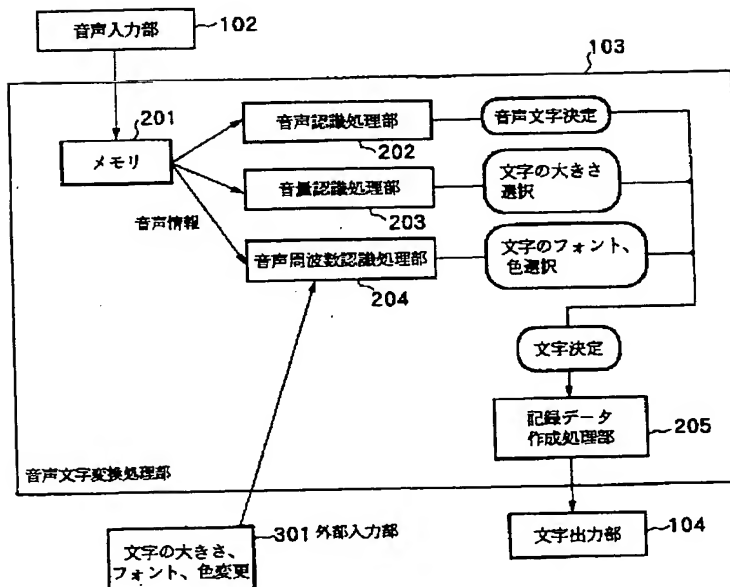 音声入力部
102
103
201
メモリ
音声認識処理部
202
音声文字決定
音量認識処理部
203
文字の大きさ
選択
音声情報
音声周波数認識処理部
204
文字のフォント、
色選択
文字決定
記録データ
作成処理部
205
音声文字変換処理部
301 外部入力部
文字の大きさ、
フォント、色変更
文字出力部
104